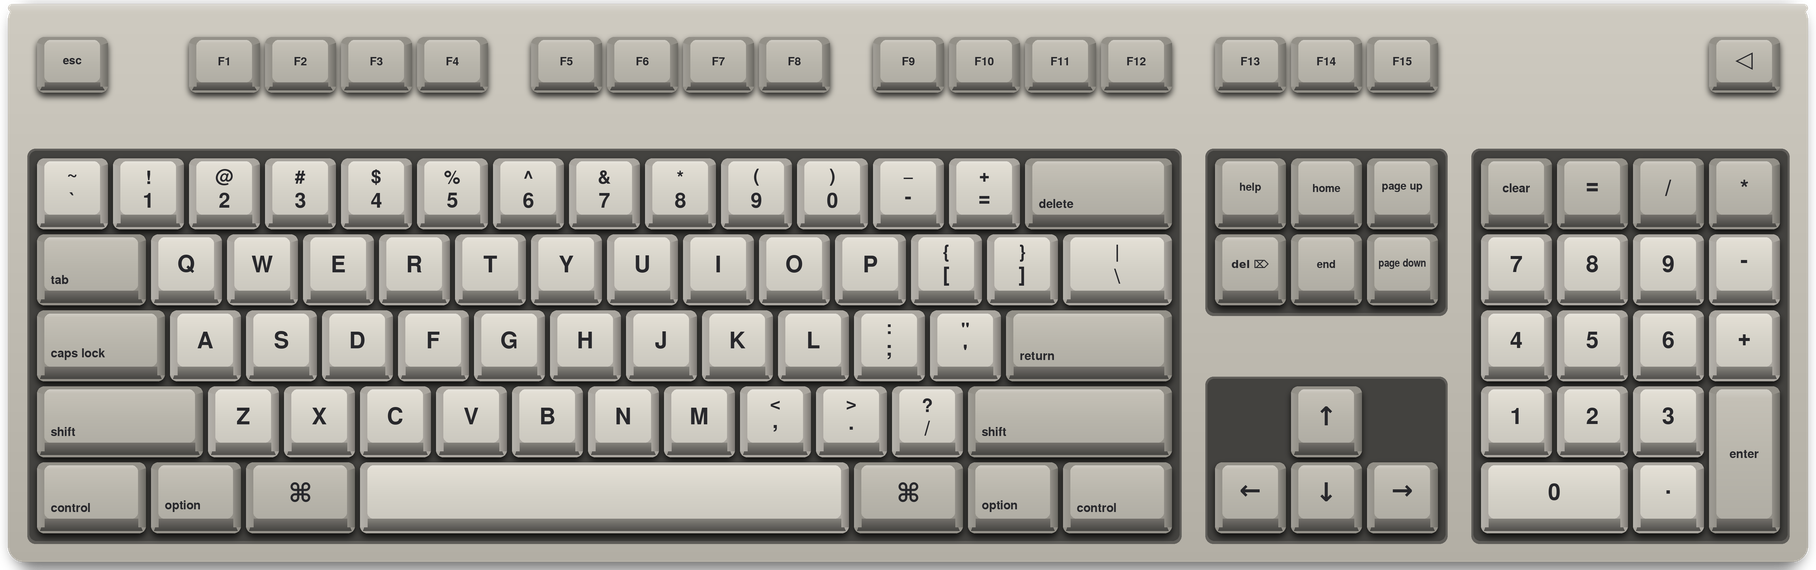 esc F1 F2 F3 F4 F5 F6 F7 F8 F9 F10 F11 F12 F13 F14 F15 ◁
~ ! @ # $ % ^ & * ( ) _ +
` 1 2 3 4 5 6 7 8 9 0 - = delete help home page up clear = / *
tab Q W E R T Y U I O P { } |
[ ] \ del ⌦ end page down 7 8 9 -
caps lock A S D F G H J K L : "
; ' return 4 5 6 +
shift Z X C V B N M < > ?
, . / shift ↑ 1 2 3 enter
control option ⌘ ⌘ option control ← ↓ → 0 .